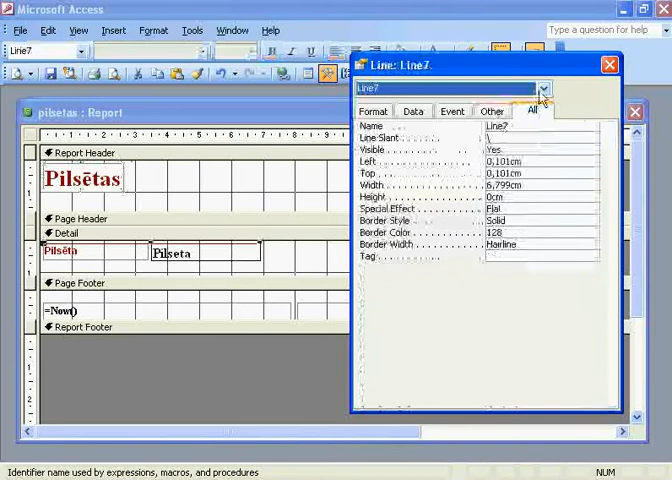 Microsoft Access
File Edit View Insert Format Tools Window Help
Type a question for help
Line7
B I U
pilsetas : Report
Report Header
Pilsētas
Page Header
Detail
Pilsēta
Pilseta
Page Footer
=Now()
Report Footer
Line: Line7
Line7
Format Data Event Other All
Name Line7
Line Slant \
Visible Yes
Left 0,101cm
Top 0,101cm
Width 6,799cm
Height 0cm
Special Effect Flat
Border Style Solid
Border Color 128
Border Width Hairline
Tag
Identifier name used by expressions, macros, and procedures
NUM